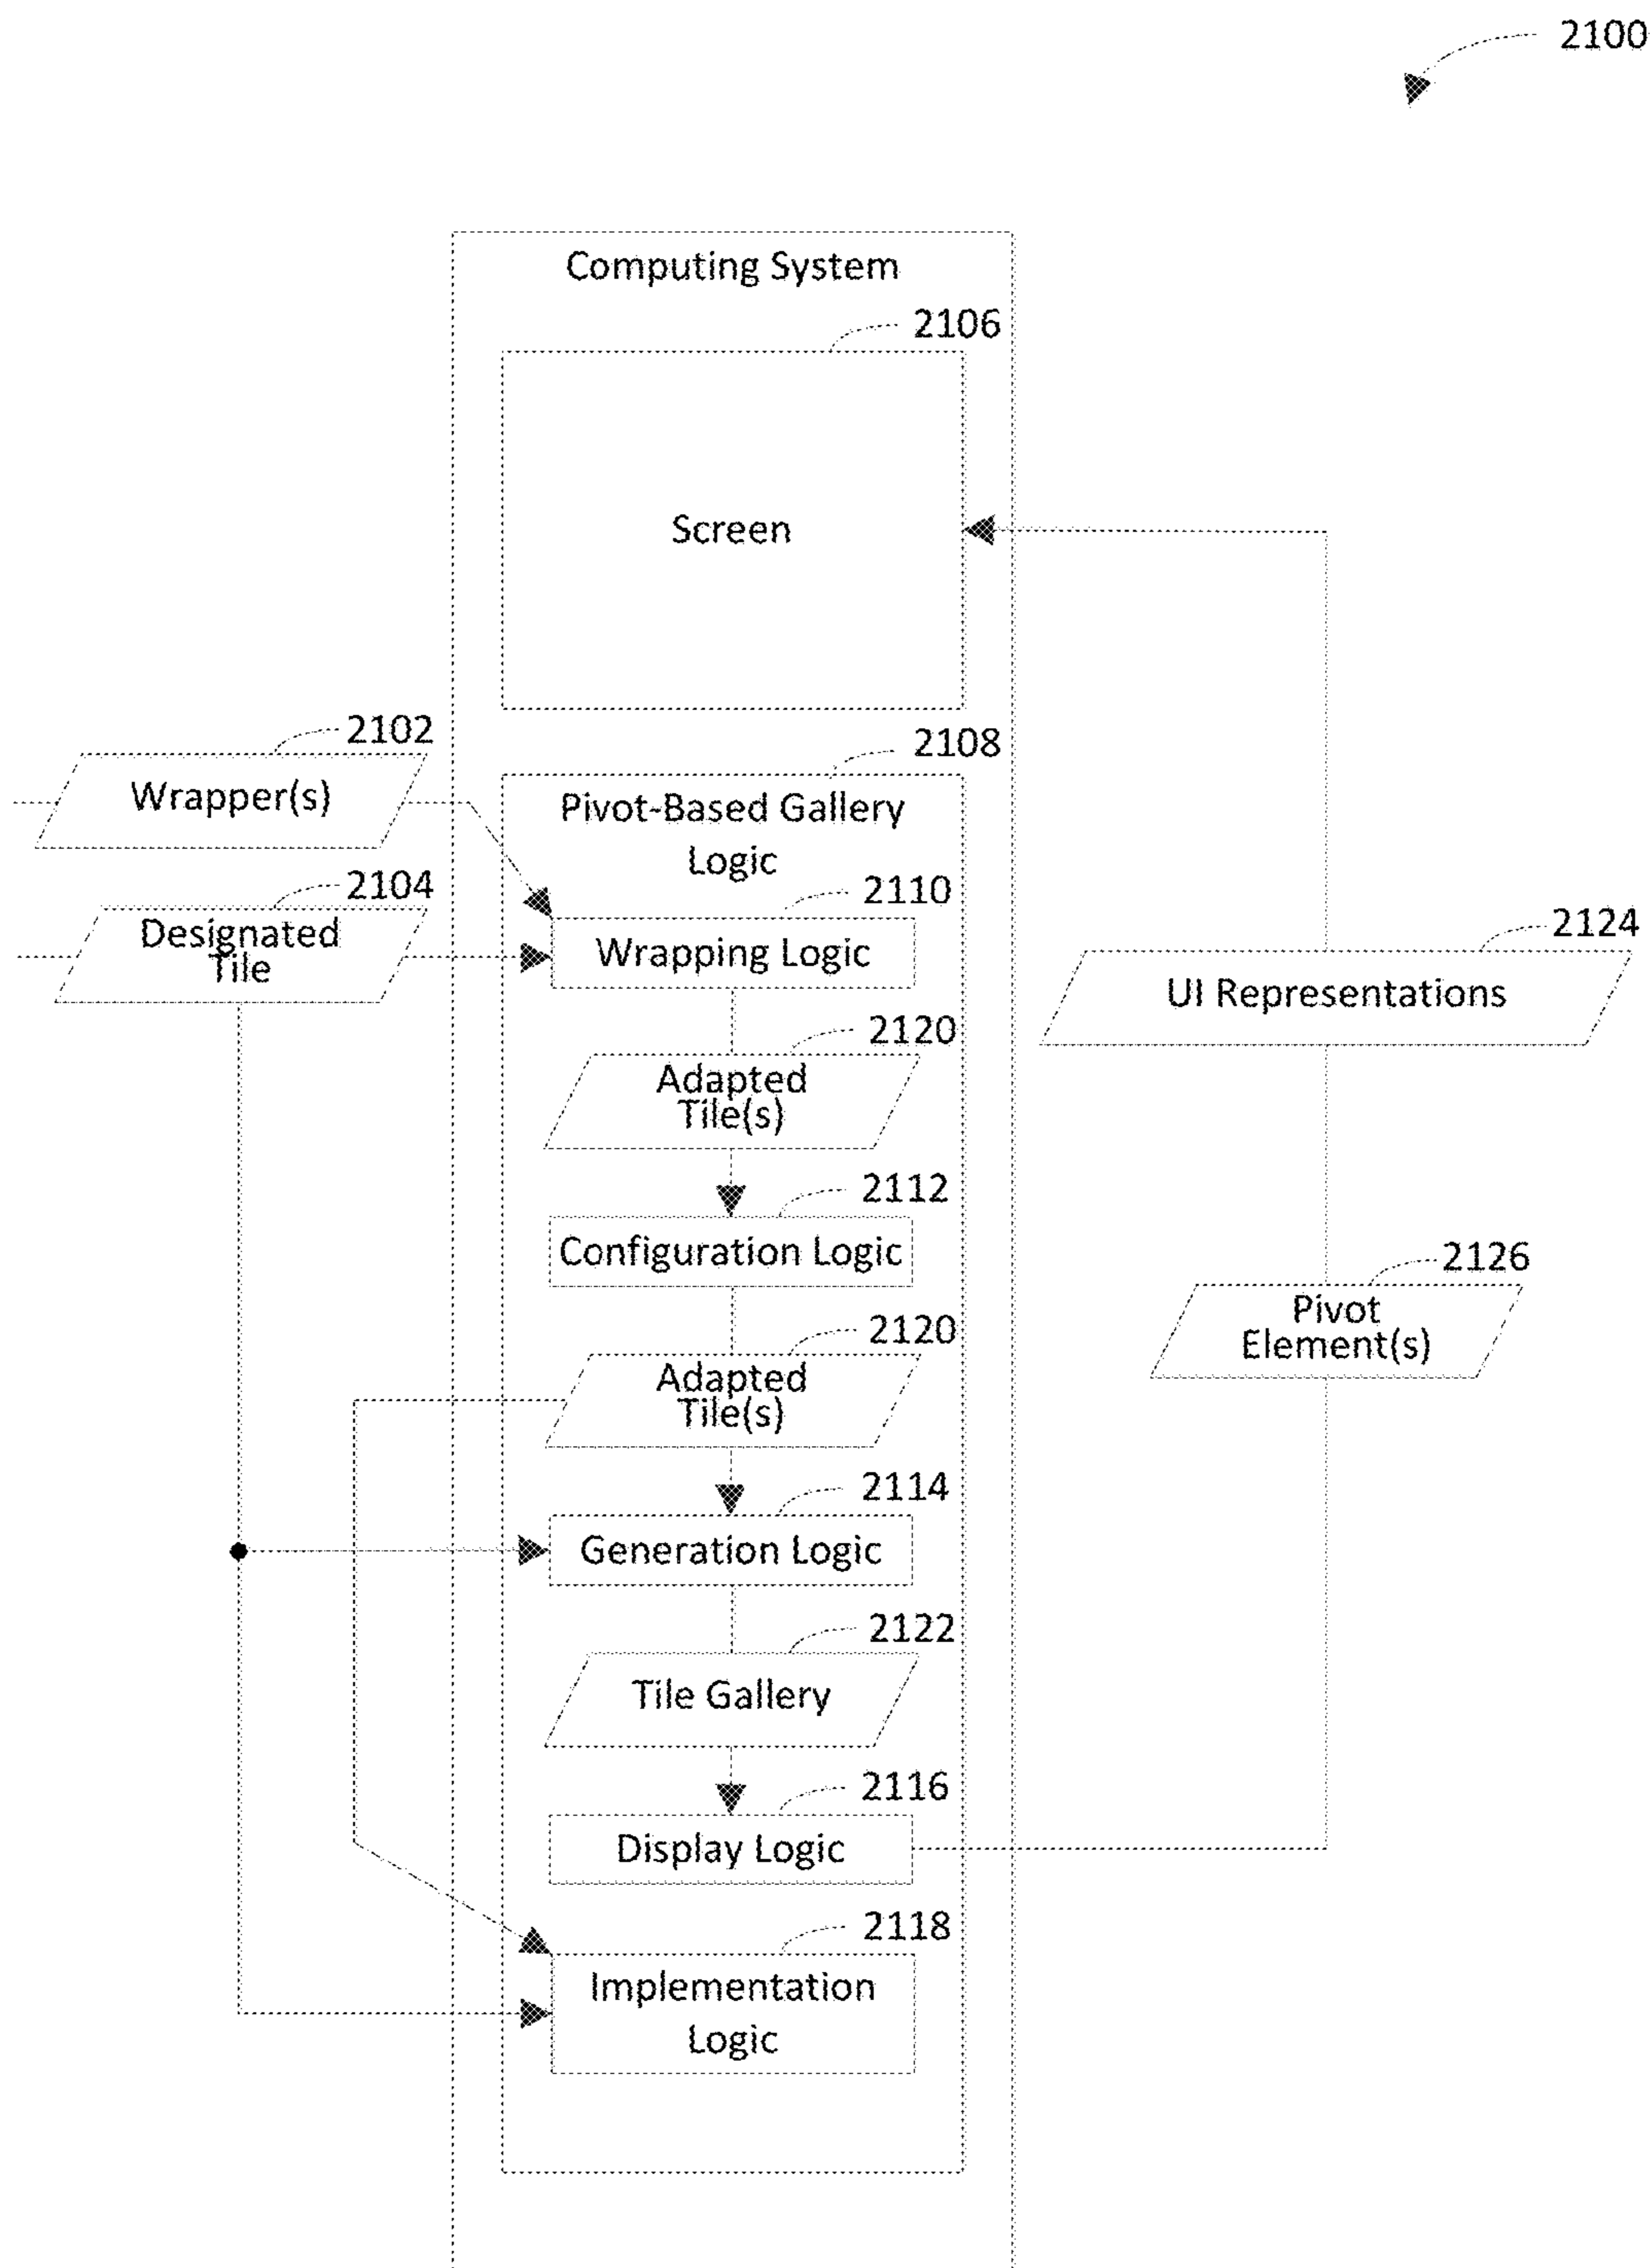 2100
Computing System
2106
Screen
2102
Wrapper(s)
2108
Pivot-Based Gallery
Logic
2104
Designated
Tile
2110
Wrapping Logic
2124
UI Representations
2120
Adapted
Tile(s)
2112
Configuration Logic
2126
Pivot
Element(s)
2120
Adapted
Tile(s)
2114
Generation Logic
2122
Tile Gallery
2116
Display Logic
2118
Implementation
Logic